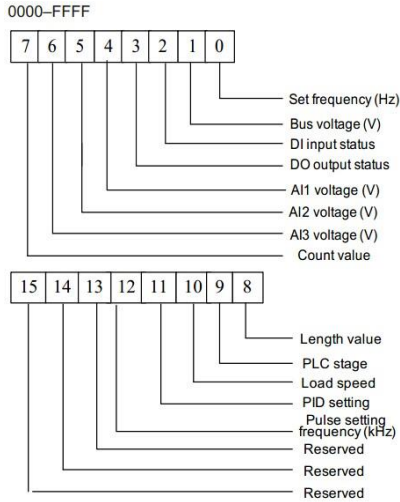 0000–FFFF
7 6 5 4 3 2 1 0
Set frequency (Hz)
Bus voltage (V)
DI input status
DO output status
AI1 voltage (V)
AI2 voltage (V)
AI3 voltage (V)
Count value
15 14 13 12 11 10 9 8
Length value
PLC stage
Load speed
PID setting
Pulse setting
frequency (kHz)
Reserved
Reserved
Reserved